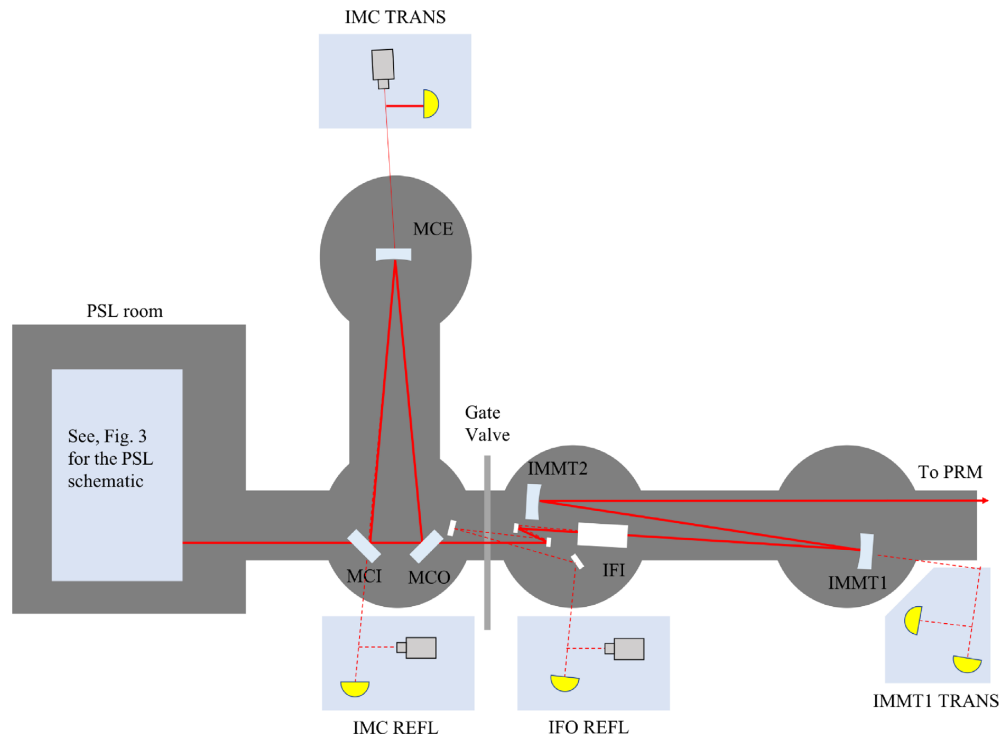 IMC TRANS
MCE
PSL room
See, Fig. 3
for the PSL
schematic
Gate
Valve
IMMT2
To PRM
MCI
MCO
IFI
IMMT1
IMC REFL
IFO REFL
IMMT1 TRANS